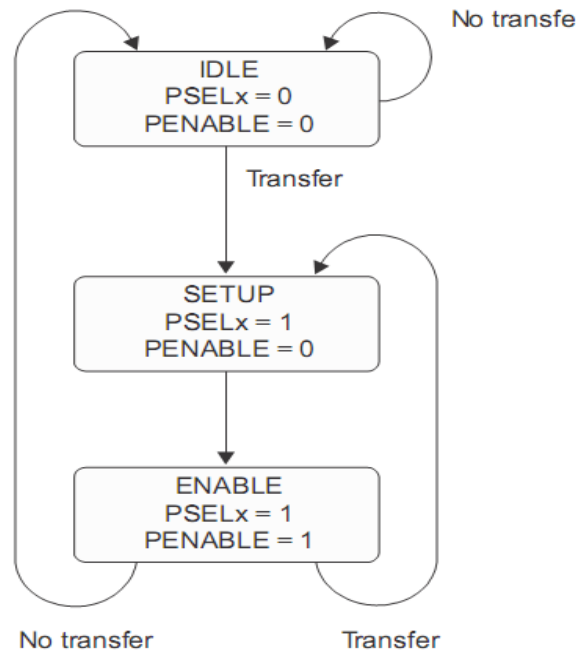 No transfe
IDLE
PSELx = 0
PENABLE = 0
Transfer
SETUP
PSELx = 1
PENABLE = 0
ENABLE
PSELx = 1
PENABLE = 1
No transfer
Transfer